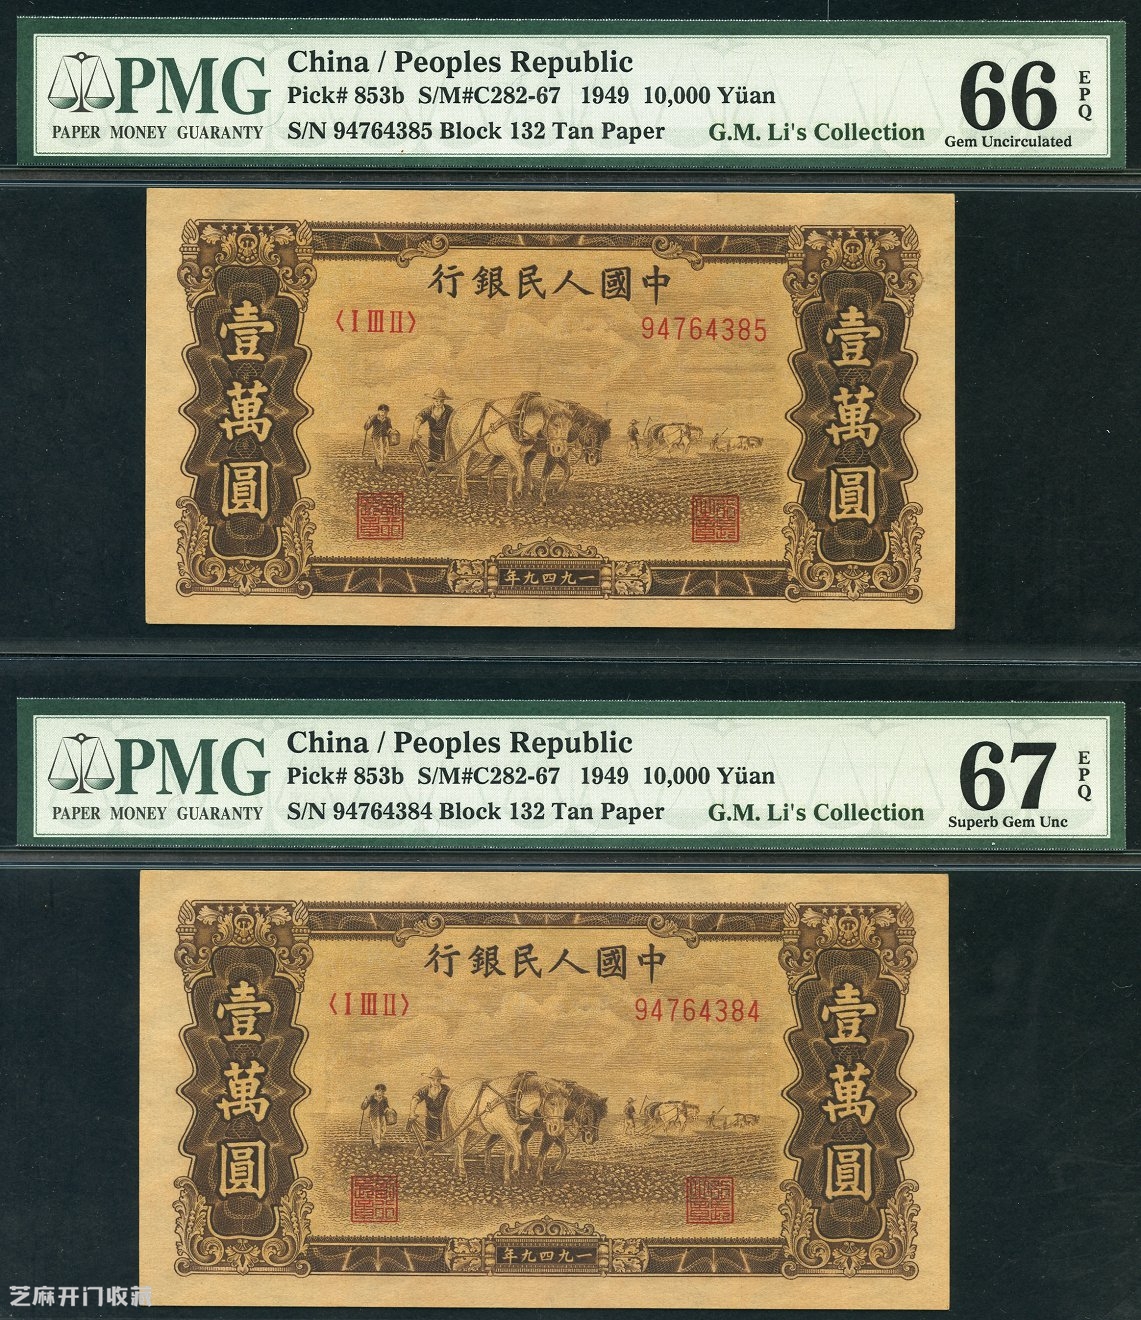 PMG
PAPER MONEY GUARANTY
China / Peoples Republic
Pick# 853b S/M#C282-67 1949 10,000 Yüan
S/N 94764385 Block 132 Tan Paper G.M. Li's Collection
66 EPQ
Gem Uncirculated
行銀民人國中
〈I III II〉 94764385
壹萬圓
壹萬圓
年九四九一
PMG
PAPER MONEY GUARANTY
China / Peoples Republic
Pick# 853b S/M#C282-67 1949 10,000 Yüan
S/N 94764384 Block 132 Tan Paper G.M. Li's Collection
67 EPQ
Superb Gem Unc
行銀民人國中
〈I III II〉 94764384
壹萬圓
壹萬圓
年九四九一
芝麻开门收藏